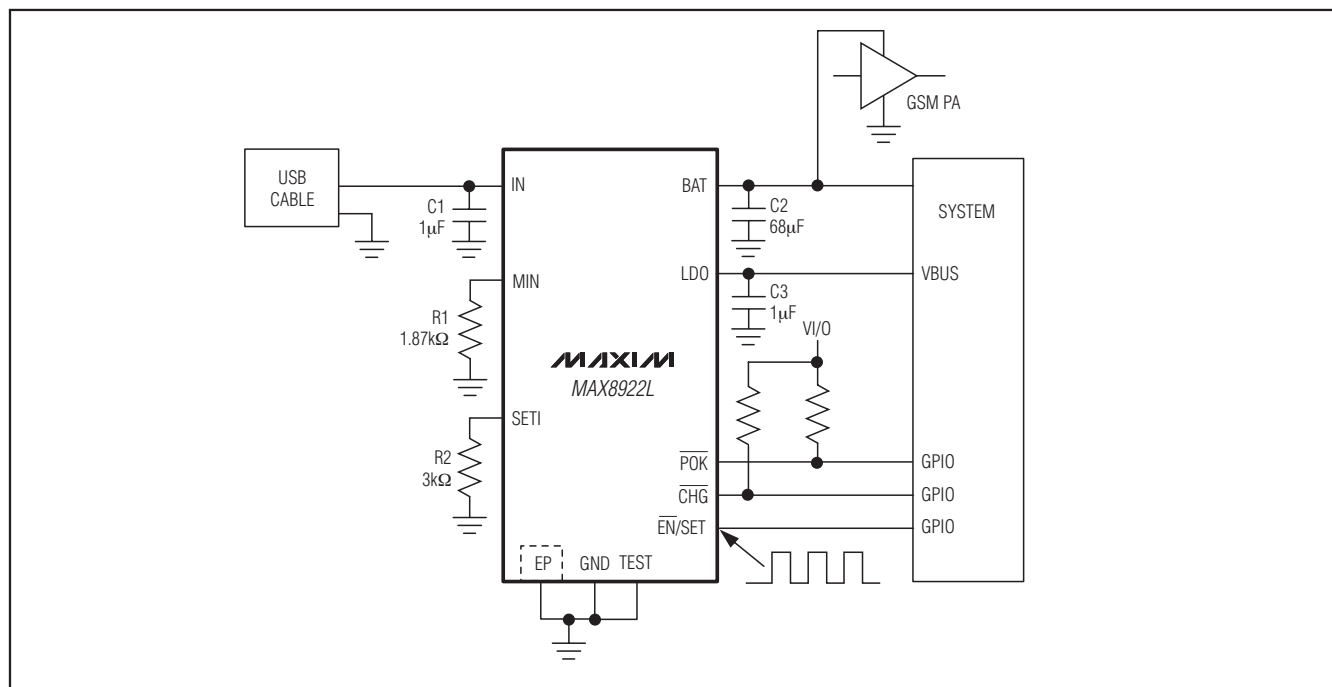 GSM PA
USB
CABLE
IN
C1
1µF
BAT
C2
68µF
SYSTEM
MIN
R1
1.87kΩ
LDO
C3
1µF
VBUS
VI/O
MAXIM
MAX8922L
SETI
R2
3kΩ
POK
GPIO
CHG
GPIO
EN/SET
GPIO
EP
GND
TEST